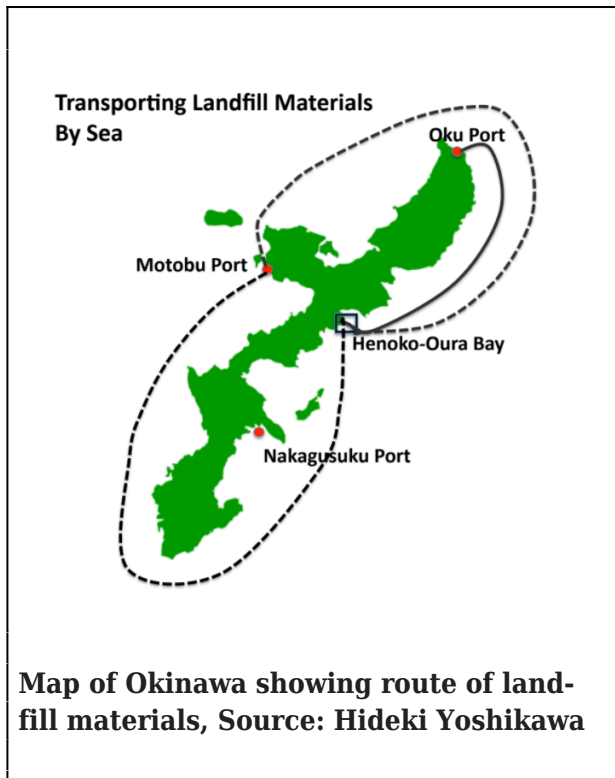 Transporting Landfill Materials
By Sea
Oku Port
Motobu Port
Henoko-Oura Bay
Nakagusuku Port
Map of Okinawa showing route of land-
fill materials, Source: Hideki Yoshikawa